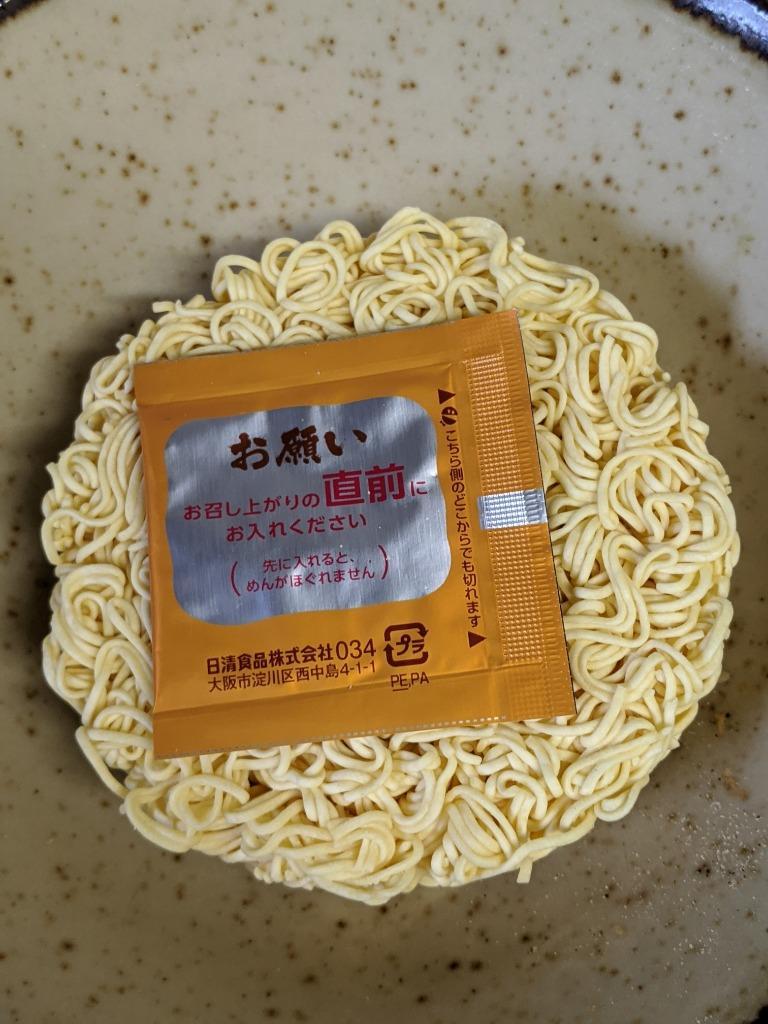 お願い
お召し上がりの直前に
お入れください
(先に入れると、
めんがほぐれません)
こちら側のどこからでも切れます
日清食品株式会社034
大阪市淀川区西中島4-1-1
プラ
PE,PA